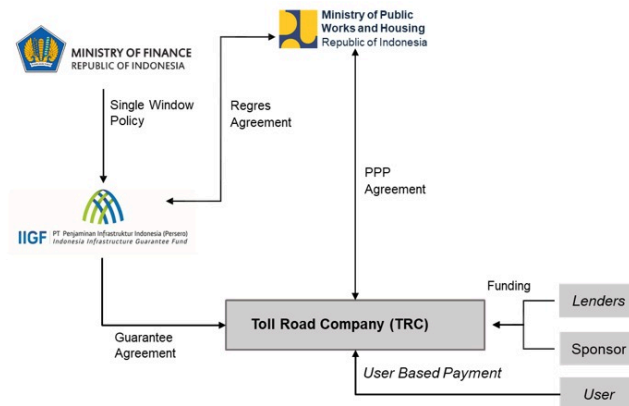 MINISTRY OF FINANCE
REPUBLIC OF INDONESIA
Ministry of Public
Works and Housing
Republic of Indonesia
Single Window
Policy
Regres
Agreement
PPP
Agreement
IIGF
PT Penjaminan Infrastruktur Indonesia (Persero)
Indonesia Infrastructure Guarantee Fund
Guarantee
Agreement
Toll Road Company (TRC)
Funding
Lenders
Sponsor
User Based Payment
User